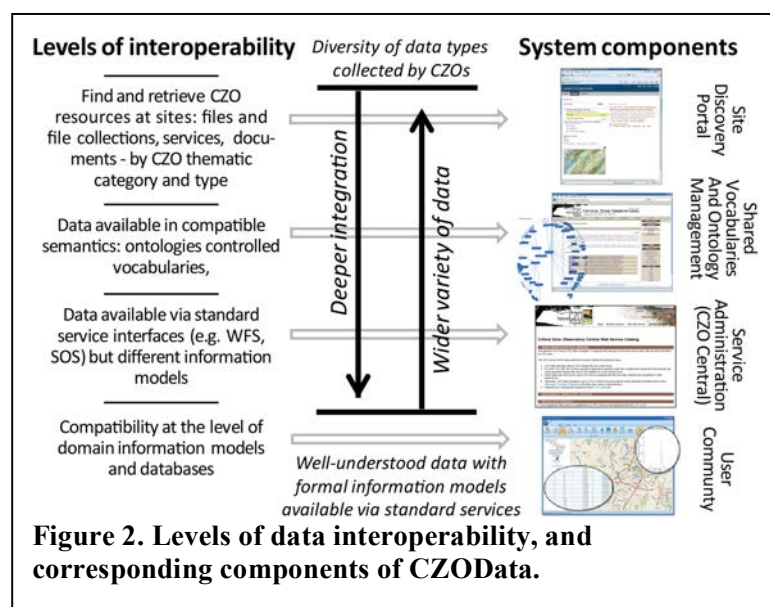 Levels of interoperability
Find and retrieve CZO
resources at sites: files and
file collections, services, docu-
ments - by CZO thematic
category and type
Data available in compatible
semantics: ontologies controlled
vocabularies,
Data available via standard
service interfaces (e.g. WFS,
SOS) but different information
models
Compatibility at the level of
domain information models
and databases
Diversity of data types
collected by CZOs
Deeper integration
Wider variety of data
Well-understood data with
formal information models
available via standard services
System components
Site
Discovery
Portal
Shared
Vocabularies
And Ontology
Management
Service
Administration
(CZO Central)
User
Community
Figure 2. Levels of data interoperability, and
corresponding components of CZOData.